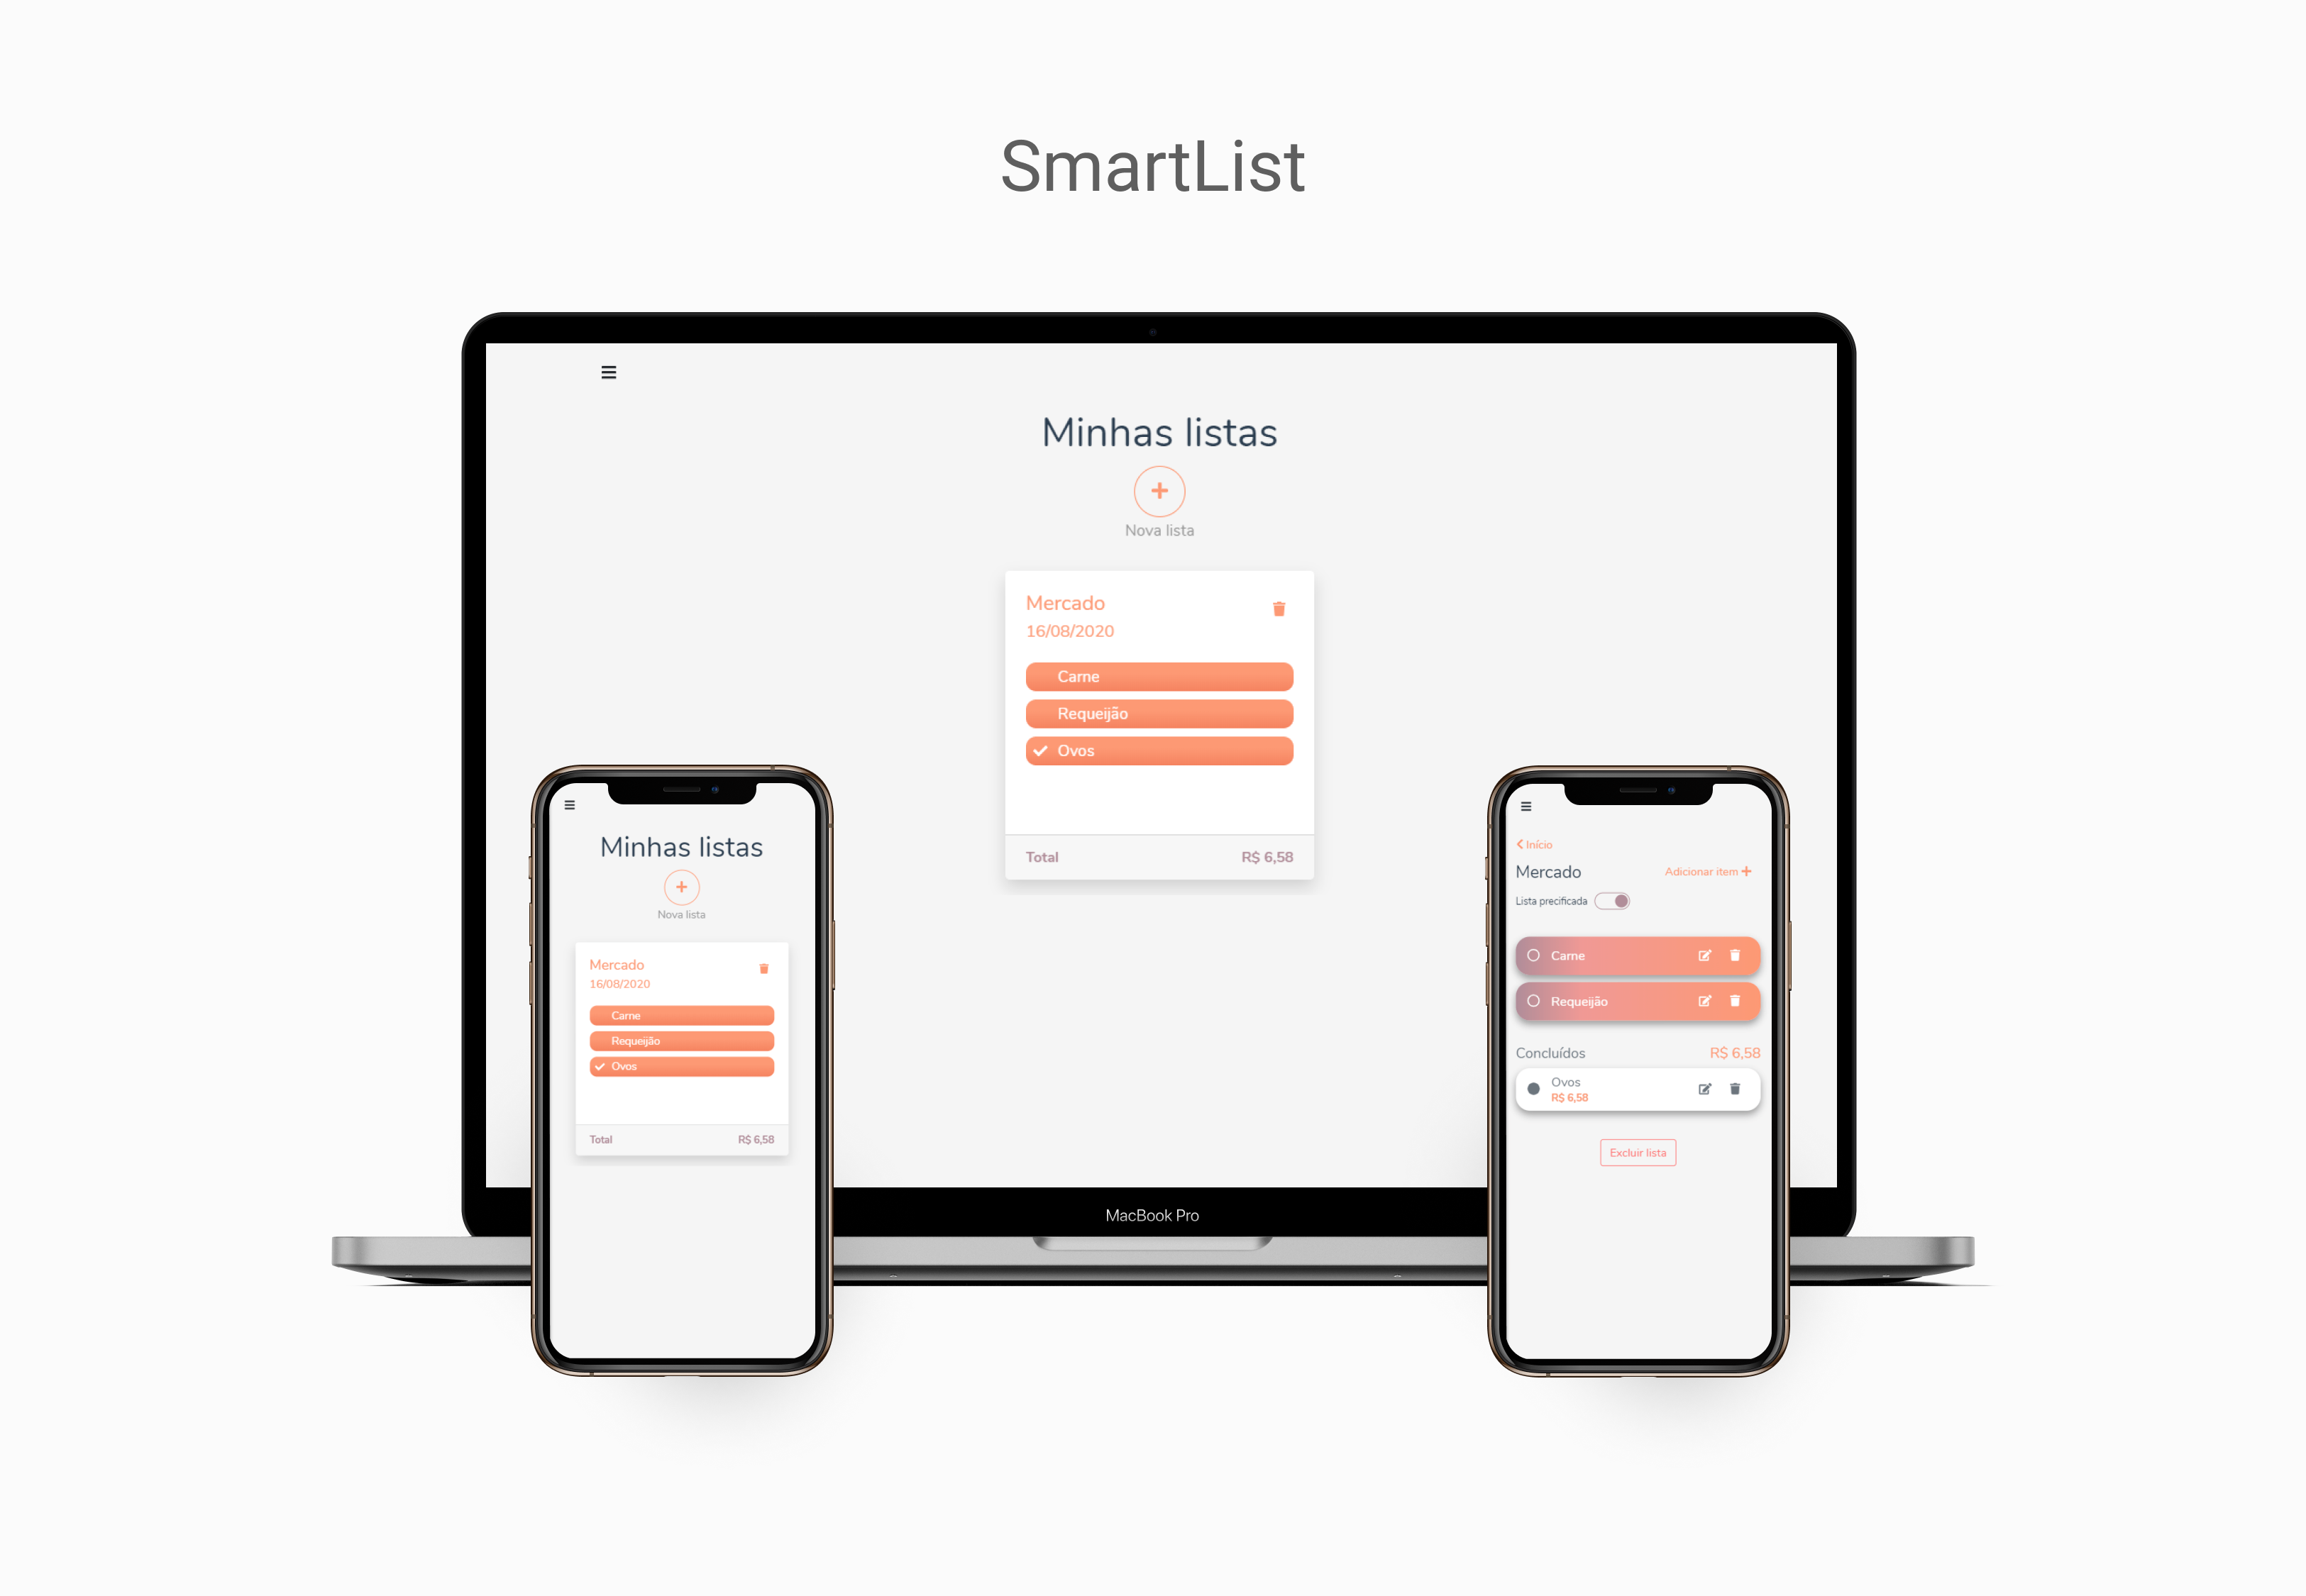 SmartList
Minhas listas
Nova lista
Mercado
16/08/2020
Carne
Requeijão
Ovos
Total R$ 6,58
MacBook Pro
Minhas listas
Nova lista
Mercado
16/08/2020
Carne
Requeijão
Ovos
Total R$ 6,58
Início
Mercado Adicionar item
Lista precificada
Carne
Requeijão
Concluídos R$ 6,58
Ovos
R$ 6,58
Excluir lista